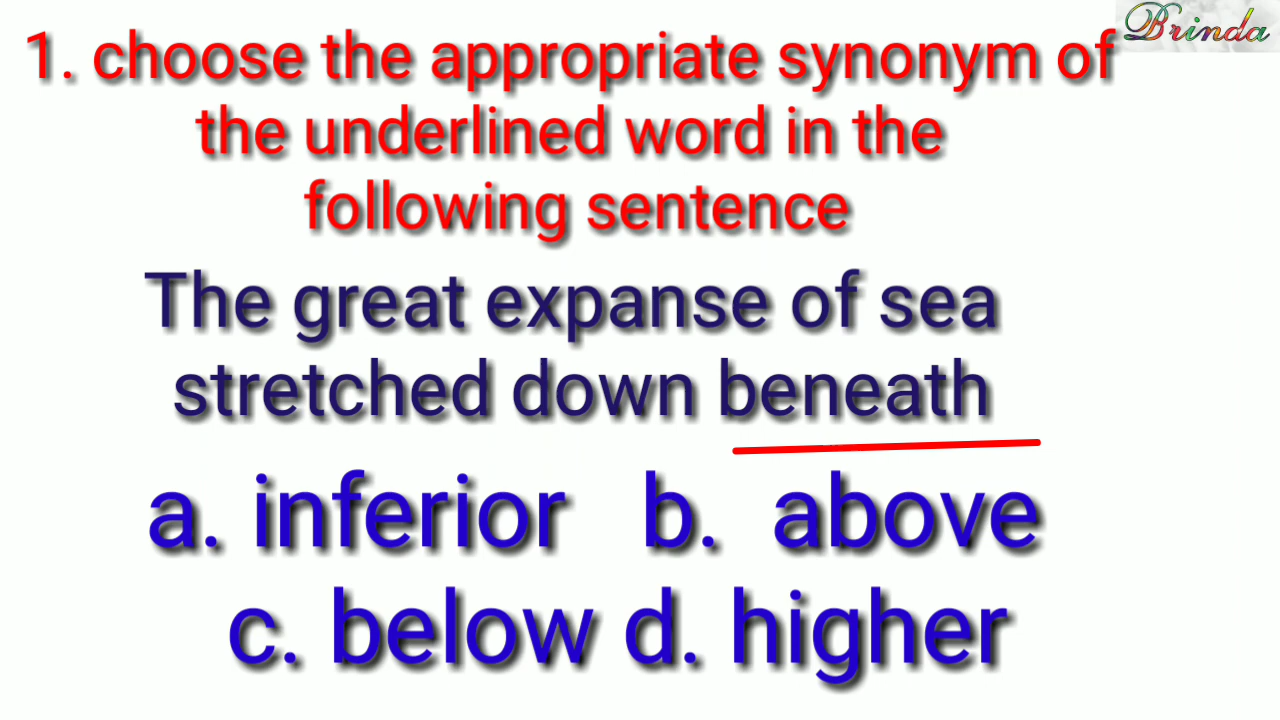 Brinda
1. choose the appropriate synonym of
the underlined word in the
following sentence
The great expanse of sea
stretched down beneath
a. inferior b. above
c. below d. higher